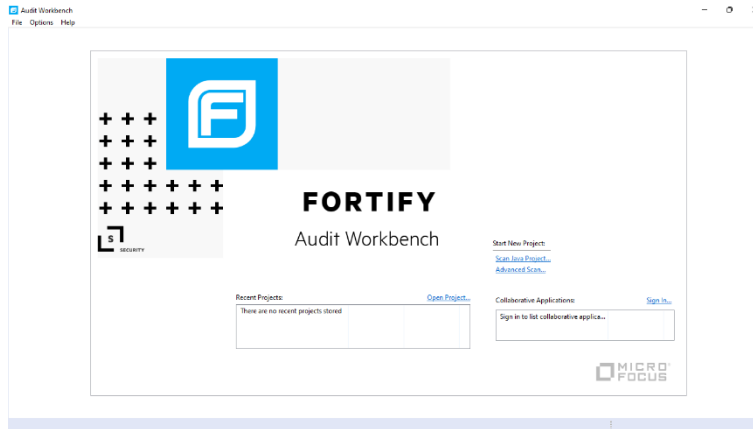 Audit Workbench
File Options Help
F
S
SECURITY
FORTIFY
Audit Workbench
Start New Project:
Scan Java Project...
Advanced Scan...
Recent Projects:
Open Project...
There are no recent projects stored
Collaborative Applications:
Sign In...
Sign in to list collaborative applica...
MICRO
FOCUS